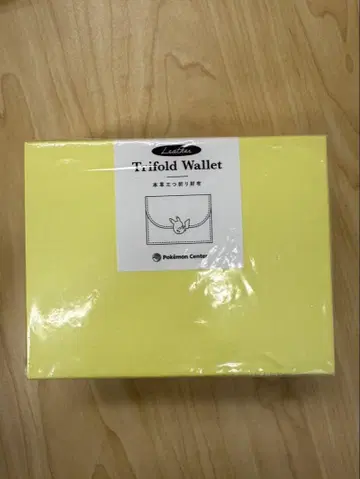 Leather
Trifold Wallet
本革三つ折り財布
Pokémon Center